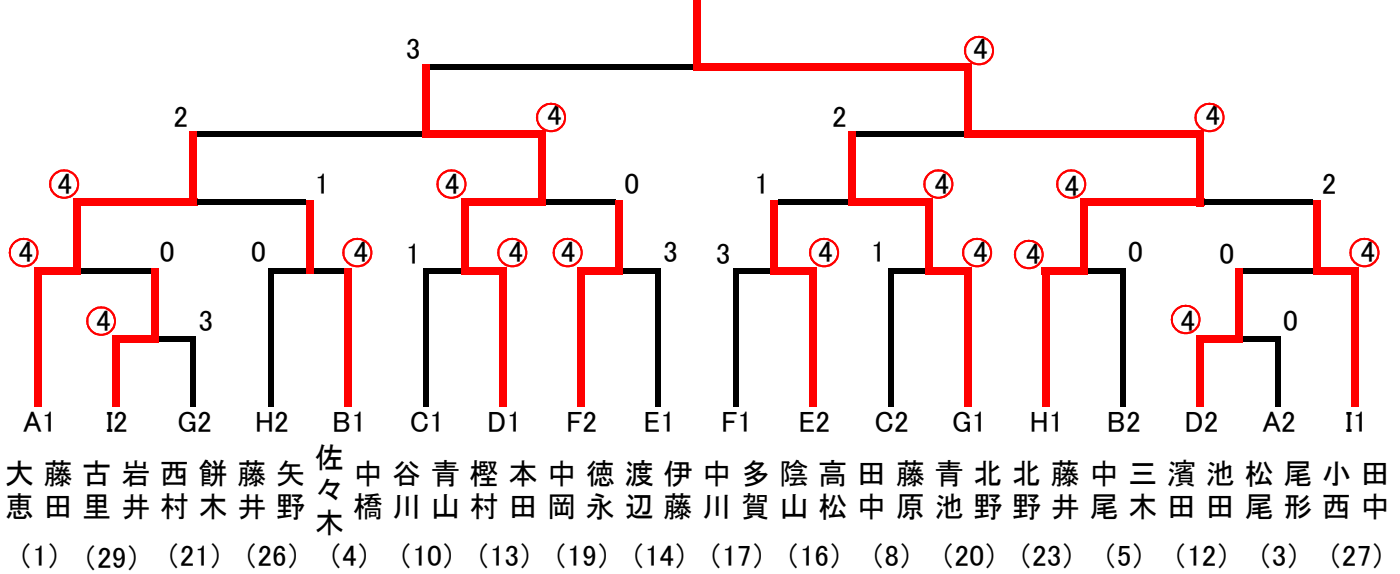 3 ④
2 ④ 2 ④
④ 1 ④ 0 1 ④ ④ 2
④ 0 0 ④ 1 ④ ④ 3 3 ④ 1 ④ ④ 0 0 ④
④ 3 ④ 0
A1 I2 G2 H2 B1 C1 D1 F2 E1 F1 E2 C2 G1 H1 B2 D2 A2 I1
大恵 藤田 古里 岩井 西村 餅木 藤井 矢野 佐々木 中橋 谷川 青山 樫村 本田 中岡 徳永 渡辺 伊藤 中川 多賀 陰山 高松 田中 藤原 青池 北野 北野 藤井 中尾 三木 濱田 池田 松尾 尾形 小西 田中
(1) (29) (21) (26) (4) (10) (13) (19) (14) (17) (16) (8) (20) (23) (5) (12) (3) (27)